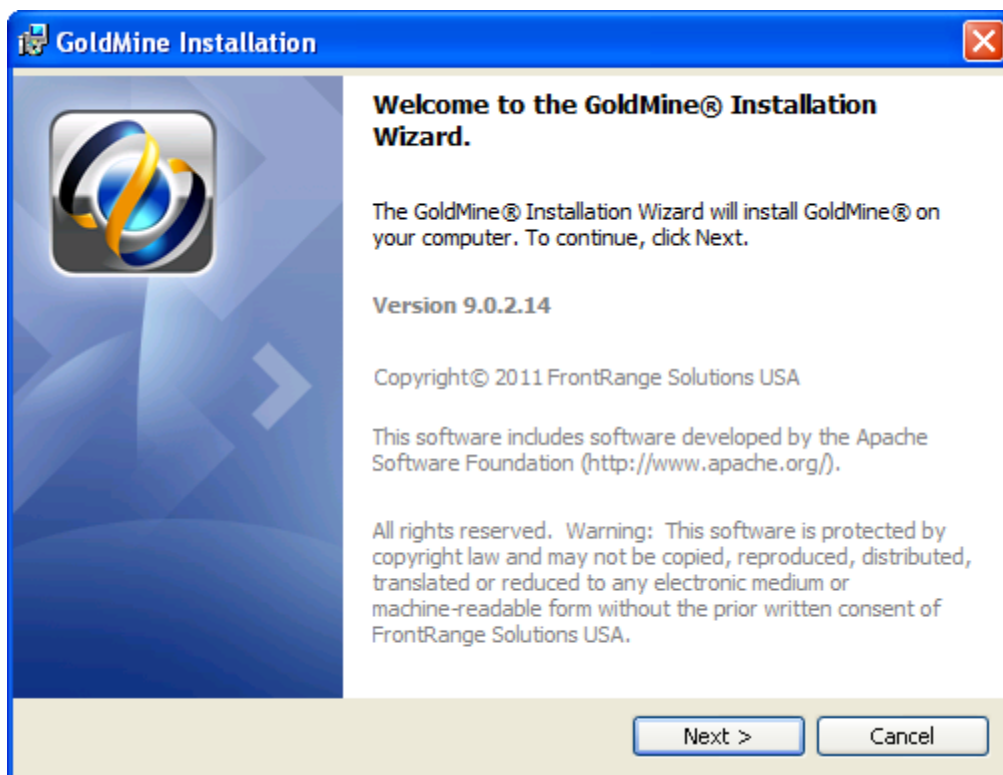 GoldMine Installation
Welcome to the GoldMine® Installation
Wizard.
The GoldMine® Installation Wizard will install GoldMine® on
your computer. To continue, click Next.
Version 9.0.2.14
Copyright© 2011 FrontRange Solutions USA
This software includes software developed by the Apache
Software Foundation (http://www.apache.org/).
All rights reserved.  Warning:  This software is protected by
copyright law and may not be copied, reproduced, distributed,
translated or reduced to any electronic medium or
machine-readable form without the prior written consent of
FrontRange Solutions USA.
Next >
Cancel